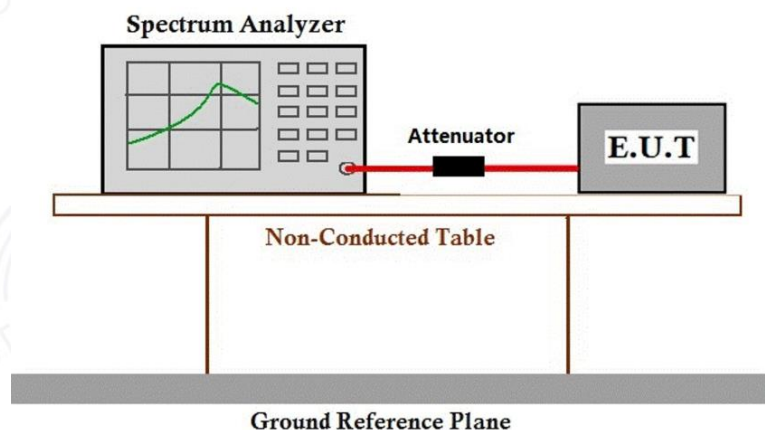 Spectrum Analyzer
Attenuator
E.U.T
Non-Conducted Table
Ground Reference Plane